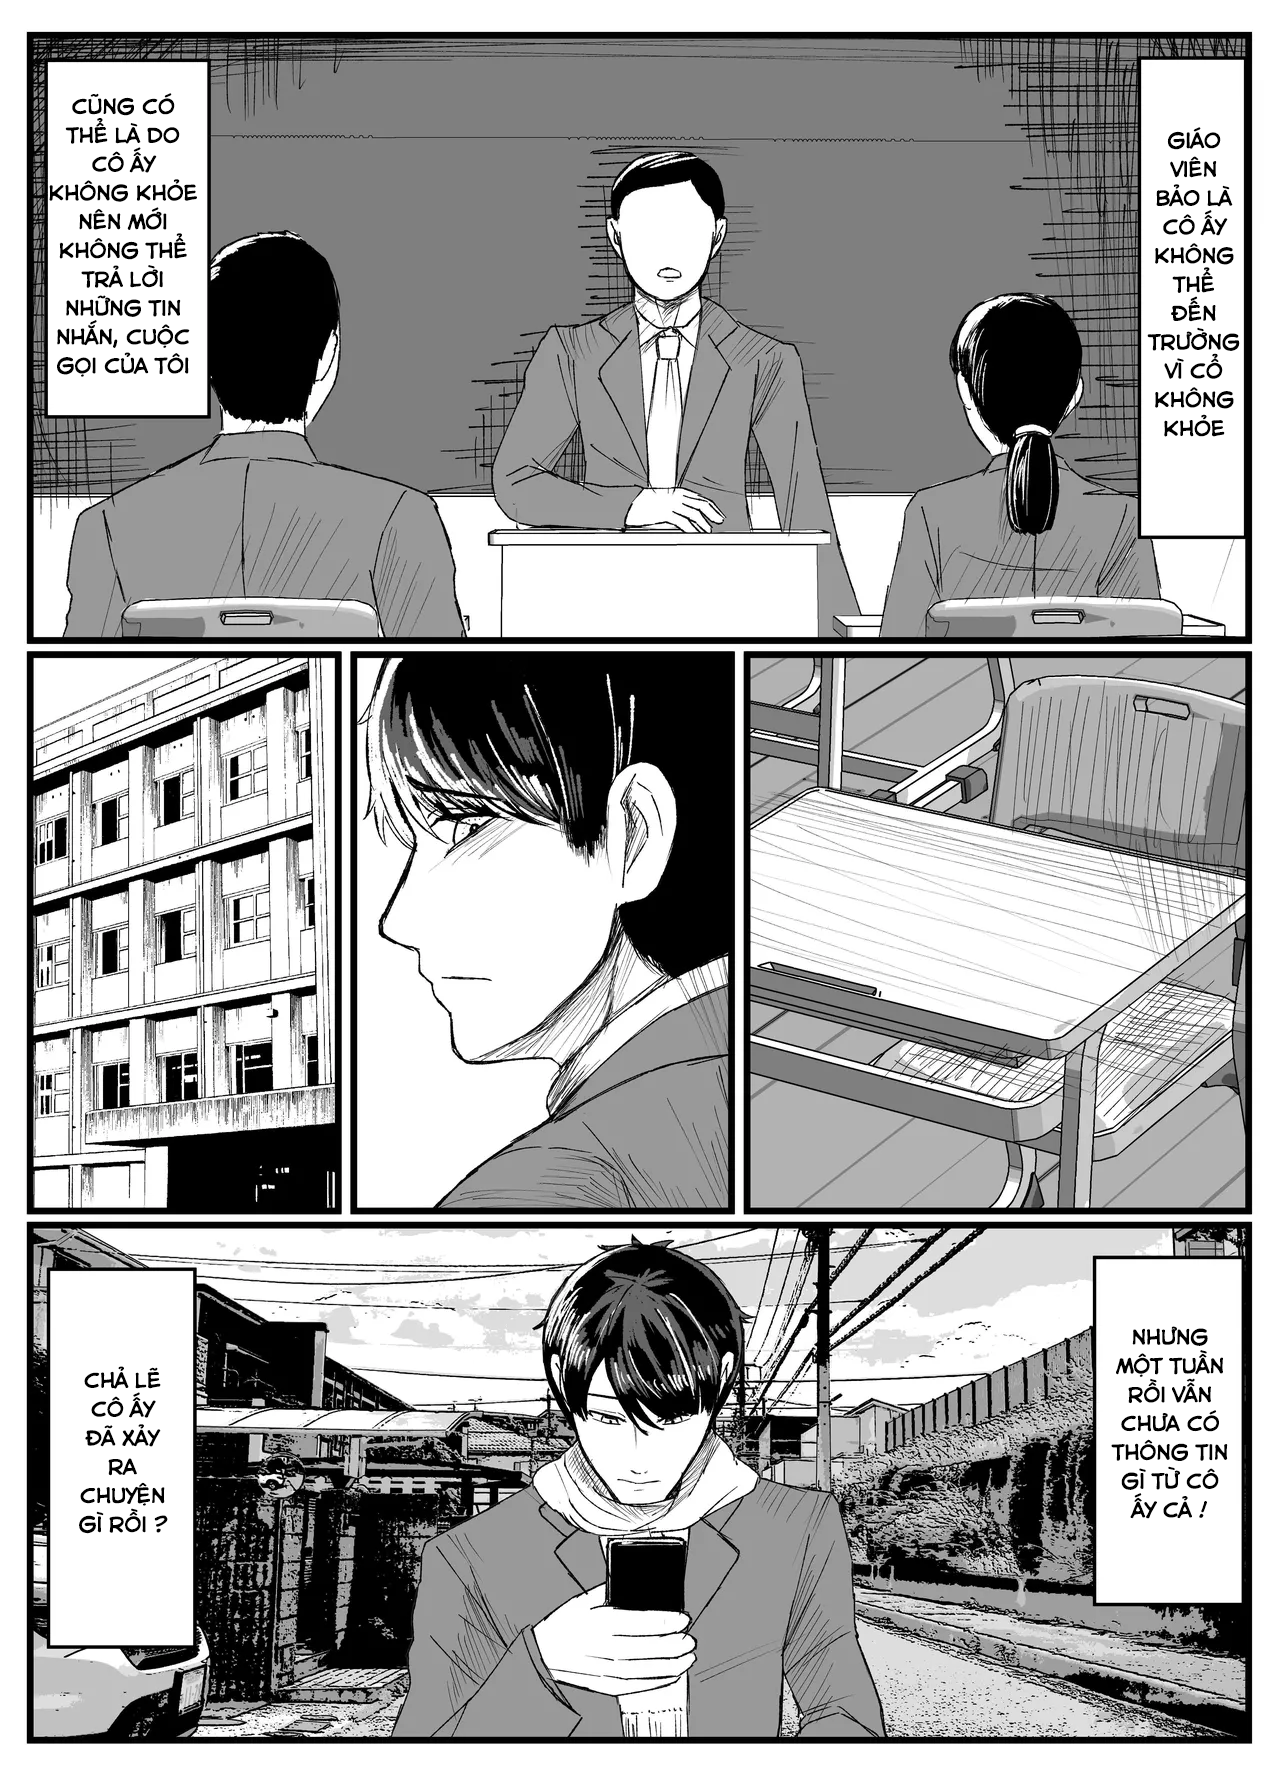 GIÁO
VIÊN
BẢO LÀ
CÔ ẤY
KHÔNG
THỂ
ĐẾN
TRƯỜNG
VÌ CỔ
KHÔNG
KHỎE
CŨNG CÓ
THỂ LÀ DO
CÔ ẤY
KHÔNG KHỎE
NÊN MỚI
KHÔNG THỂ
TRẢ LỜI
NHỮNG TIN
NHẮN, CUỘC
GỌI CỦA TÔI
NHƯNG
MỘT TUẦN
RỒI VẪN
CHƯA CÓ
THÔNG TIN
GÌ TỪ CÔ
ẤY CẢ !
CHẢ LẼ
CÔ ẤY
ĐÃ XẢY
RA
CHUYỆN
GÌ RỒI ?